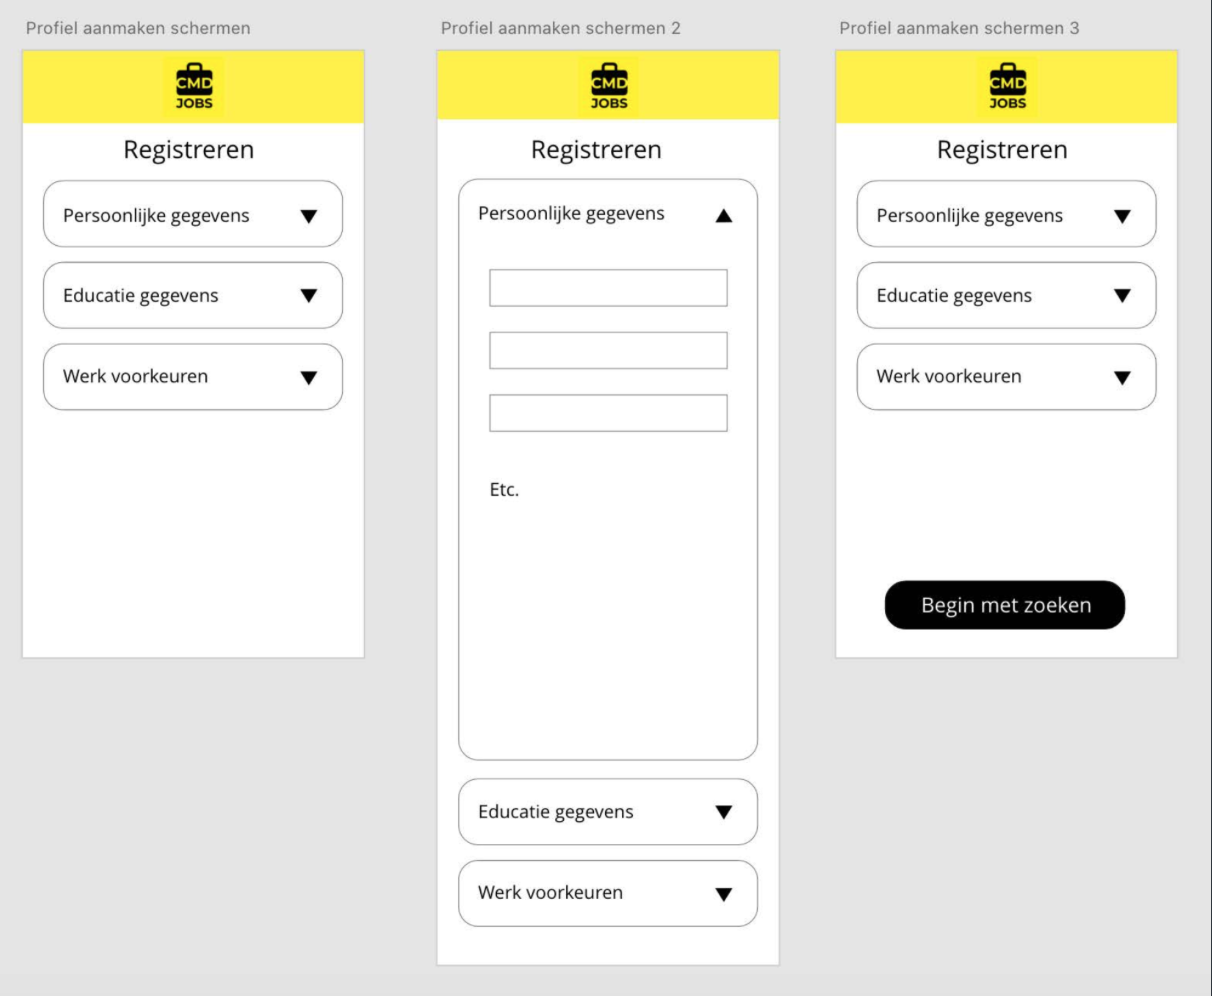 Profiel aanmaken schermen
CMD
JOBS
Registreren
Persoonlijke gegevens
Educatie gegevens
Werk voorkeuren
Profiel aanmaken schermen 2
CMD
JOBS
Registreren
Persoonlijke gegevens
Etc.
Educatie gegevens
Werk voorkeuren
Profiel aanmaken schermen 3
CMD
JOBS
Registreren
Persoonlijke gegevens
Educatie gegevens
Werk voorkeuren
Begin met zoeken